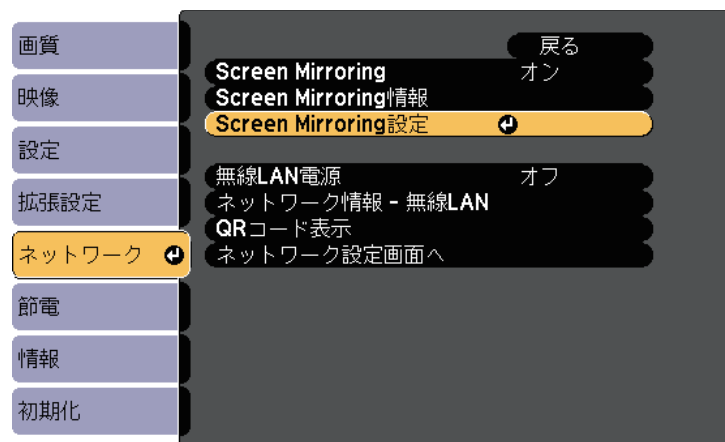 画質
映像
設定
拡張設定
ネットワーク
節電
情報
初期化
戻る
Screen Mirroring オン
Screen Mirroring情報
Screen Mirroring設定
無線LAN電源 オフ
ネットワーク情報 - 無線LAN
QRコード表示
ネットワーク設定画面へ